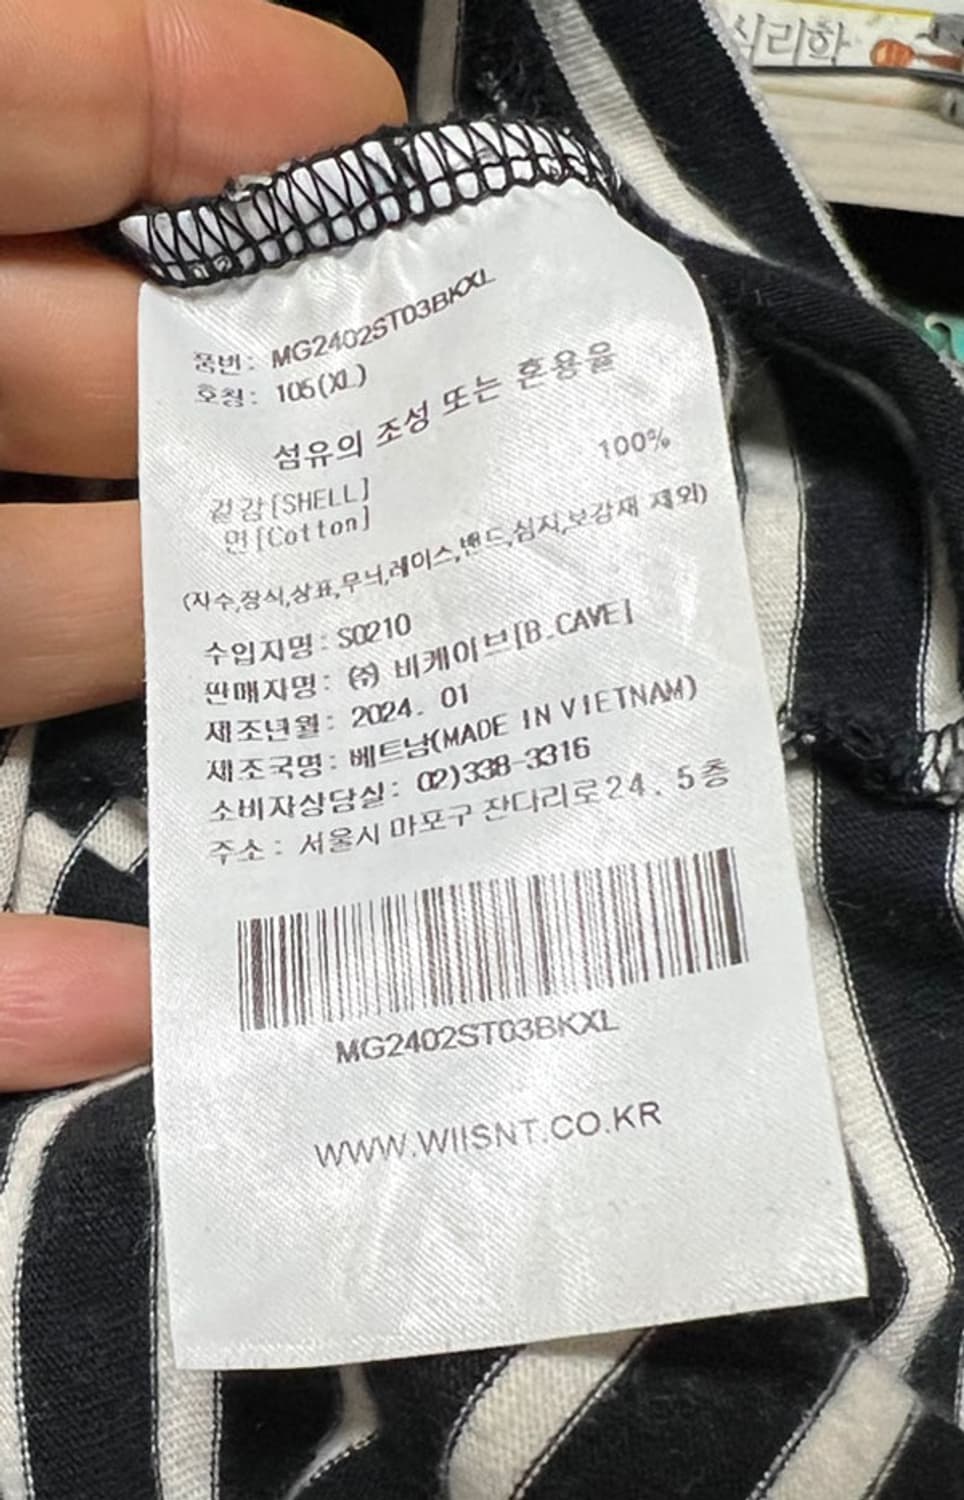 식리학
품번: MG2402ST03BKXL
호칭: 105(XL)
섬유의 조성 또는 혼용율
겉감[SHELL]
면[Cotton] 100%
(자수,장식,상표,무늬,레이스,밴드,심지,보강재 제외)
수입자명: S0210
판매자명: ㈜ 비케이브[B.CAVE]
제조년월: 2024. 01
제조국명: 베트남(MADE IN VIETNAM)
소비자상담실: 02)338-3316
주소: 서울시 마포구 잔다리로24, 5층
MG2402ST03BKXL
WWW.WIISNT.CO.KR